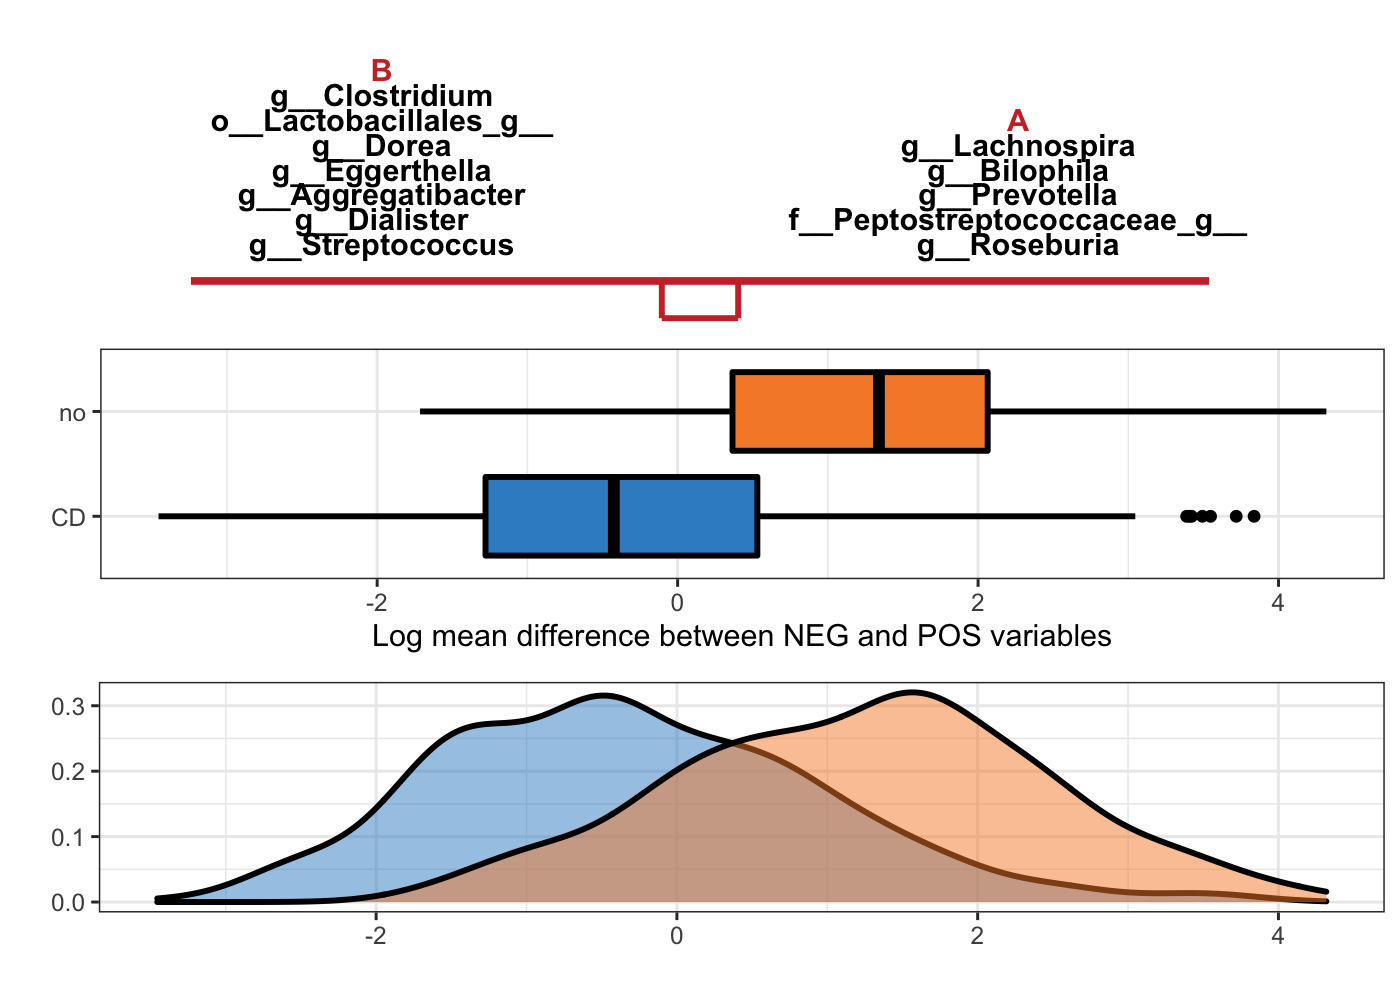 B
g__Clostridium
o__Lactobacillales_g__
g__Dorea
g__Eggerthella
g__Aggregatibacter
g__Dialister
g__Streptococcus
A
g__Lachnospira
g__Bilophila
g__Prevotella
f__Peptostreptococcaceae_g__
g__Roseburia
no
CD
-2 0 2 4
Log mean difference between NEG and POS variables
0.3
0.2
0.1
0.0
-2 0 2 4